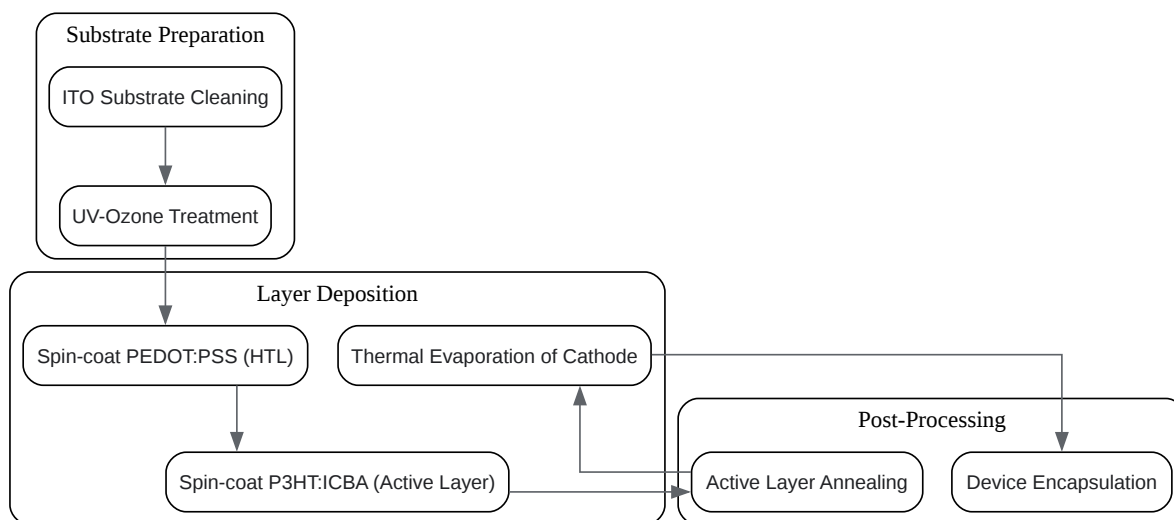 Substrate Preparation
ITO Substrate Cleaning
UV-Ozone Treatment
Layer Deposition
Spin-coat PEDOT:PSS (HTL)
Thermal Evaporation of Cathode
Spin-coat P3HT:ICBA (Active Layer)
Post-Processing
Active Layer Annealing
Device Encapsulation